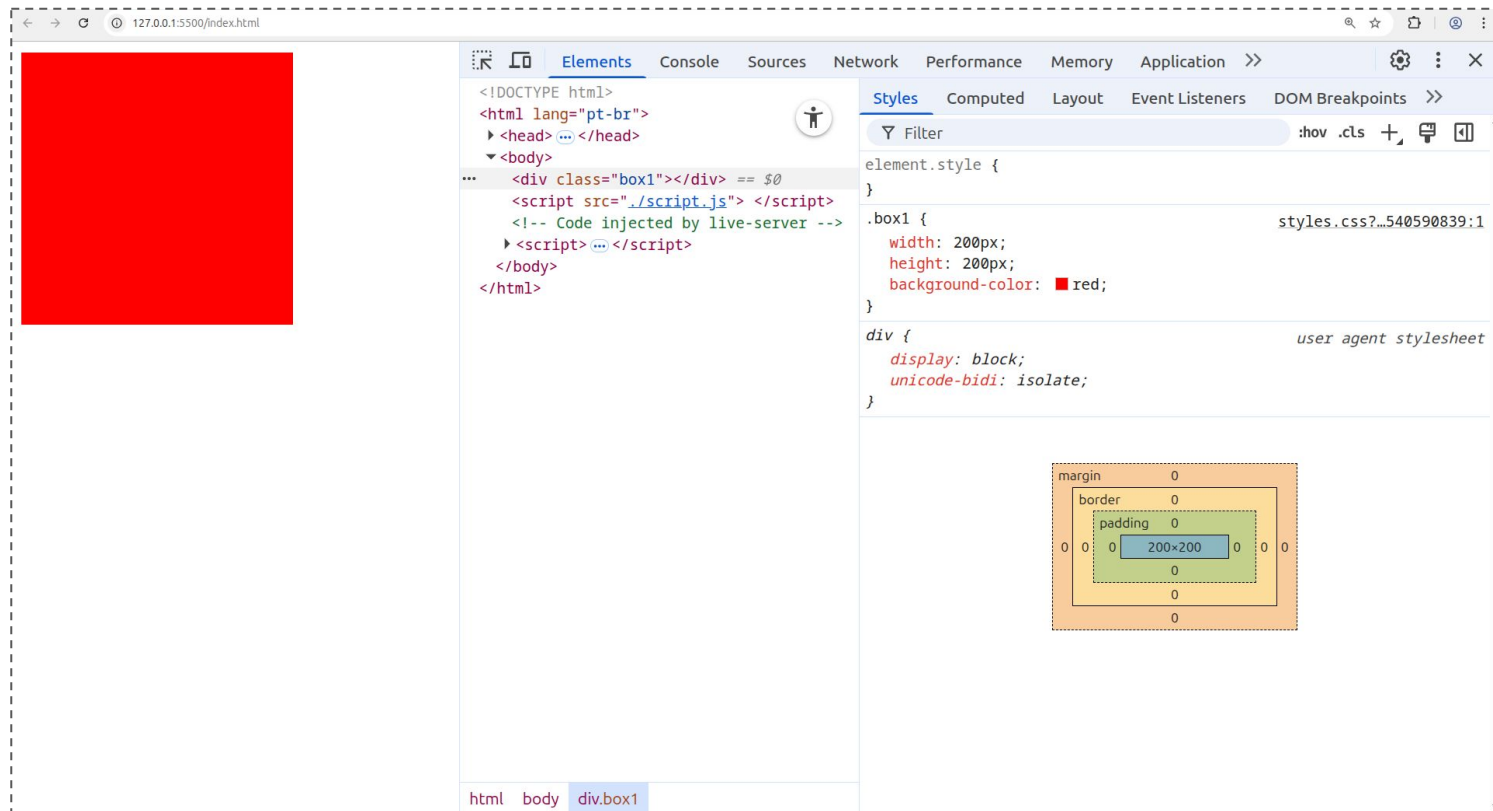 127.0.0.1:5500/index.html
Elements Console Sources Network Performance Memory Application
<!DOCTYPE html>
<html lang="pt-br">
<head> ... </head>
<body>
... <div class="box1"></div> == $0
<script src="./script.js"> </script>
<!-- Code injected by live-server -->
<script> ... </script>
</body>
</html>
html body div.box1
Styles Computed Layout Event Listeners DOM Breakpoints
Filter :hov .cls
element.style {
}
.box1 { styles.css?…540590839:1
width: 200px;
height: 200px;
background-color: red;
}
div { user agent stylesheet
display: block;
unicode-bidi: isolate;
}
margin 0
border 0
padding 0
0 0 0 200×200 0 0 0
0
0
0